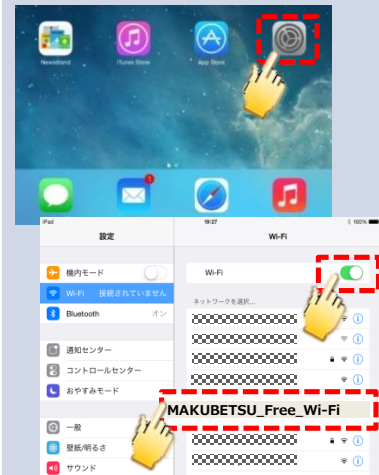 Newsstand
iTunes Store
App Store
iPad
19:27
100%
設定
Wi-Fi
機内モード
Wi-Fi
Wi-Fi 接続されていません
Bluetooth オン
ネットワークを選択...
通知センター
コントロールセンター
おやすみモード
MAKUBETSU_Free_Wi-Fi
一般
壁紙/明るさ
サウンド